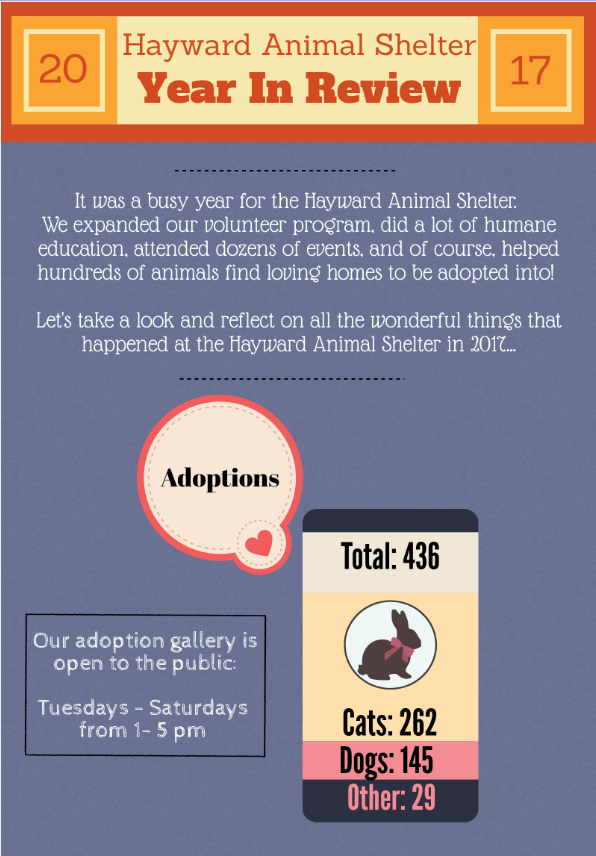 20
Hayward Animal Shelter
Year In Review
17
It was a busy year for the Hayward Animal Shelter.
We expanded our volunteer program, did a lot of humane
education, attended dozens of events, and of course, helped
hundreds of animals find loving homes to be adopted into!
Let's take a look and reflect on all the wonderful things that
happened at the Hayward Animal Shelter in 2017...
Adoptions
Total: 436
Our adoption gallery is
open to the public:
Tuesdays - Saturdays
from 1- 5 pm
Cats: 262
Dogs: 145
Other: 29